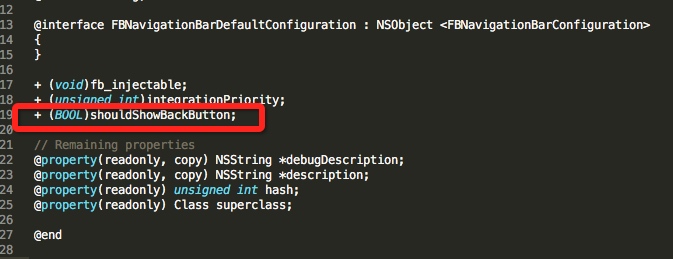 12
13 @interface FBNavigationBarDefaultConfiguration : NSObject <FBNavigationBarConfiguration>
14 {
15 }
16
17 + (void)fb_injectable;
18 + (unsigned int)integrationPriority;
19 + (BOOL)shouldShowBackButton;
20
21 // Remaining properties
22 @property(readonly, copy) NSString *debugDescription;
23 @property(readonly, copy) NSString *description;
24 @property(readonly) unsigned int hash;
25 @property(readonly) Class superclass;
26
27 @end
28